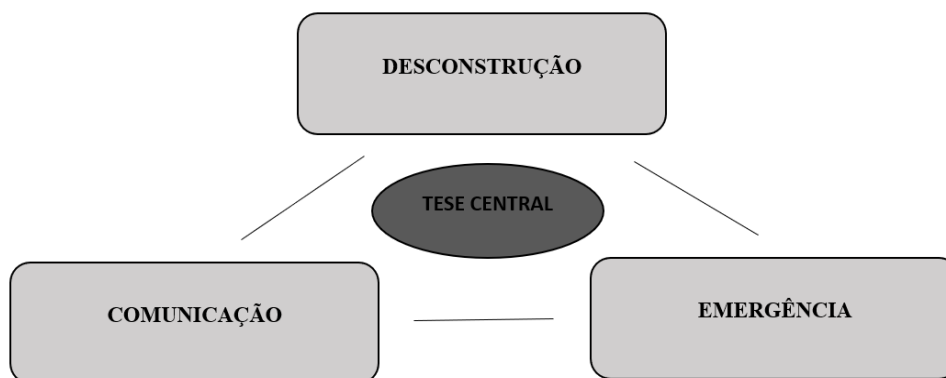 DESCONSTRUÇÃO
TESE CENTRAL
COMUNICAÇÃO
EMERGÊNCIA